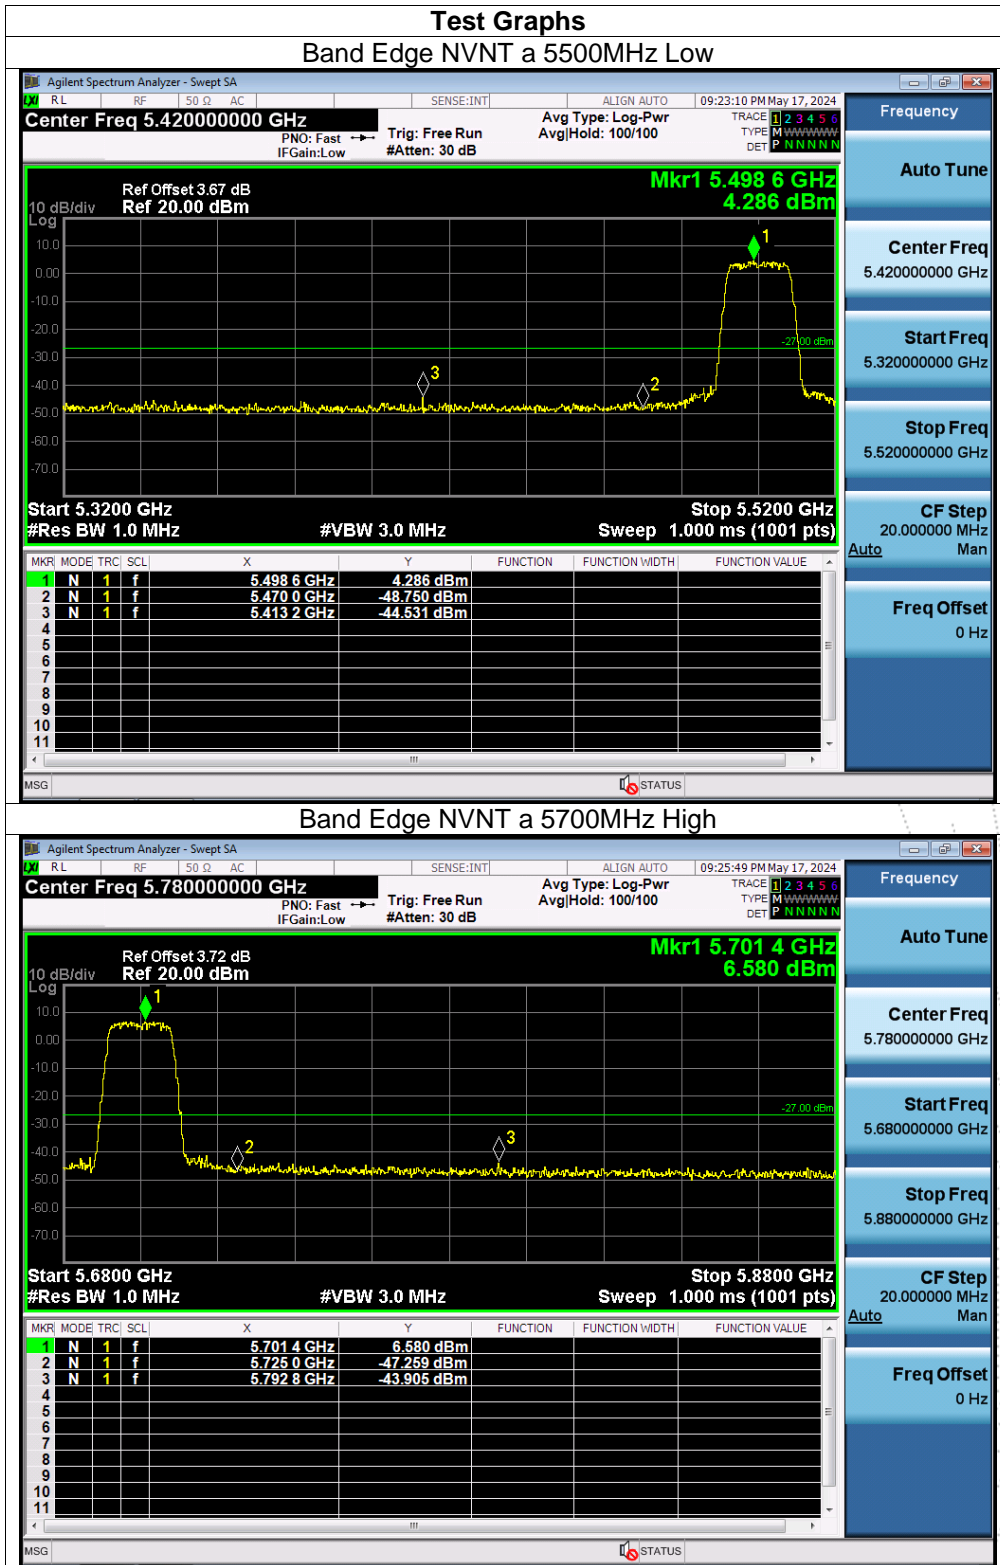 Test Graphs
Band Edge NVNT a 5500MHz Low
Agilent Spectrum Analyzer - Swept SA
LXI RL RF 50 Ω AC SENSE:INT ALIGN AUTO 09:23:10 PM May 17, 2024
Center Freq 5.420000000 GHz
PNO: Fast
IFGain:Low
Trig: Free Run
#Atten: 30 dB
Avg Type: Log-Pwr
Avg|Hold: 100/100
TRACE 1 2 3 4 5 6
TYPE M WWWWW
DET P N N N N N
Ref Offset 3.67 dB
10 dB/div Ref 20.00 dBm
Log
Mkr1 5.498 6 GHz
4.286 dBm
10.0
0.00
-10.0
-20.0
-30.0
-40.0
-50.0
-60.0
-70.0
1
-27.00 dBm
3
2
Start 5.3200 GHz Stop 5.5200 GHz
#Res BW 1.0 MHz #VBW 3.0 MHz Sweep 1.000 ms (1001 pts)
MKR MODE TRC SCL X Y FUNCTION FUNCTION WIDTH FUNCTION VALUE
1 N 1 f 5.498 6 GHz 4.286 dBm
2 N 1 f 5.470 0 GHz -48.750 dBm
3 N 1 f 5.413 2 GHz -44.531 dBm
4
5
6
7
8
9
10
11
MSG STATUS
Frequency
Auto Tune
Center Freq
5.420000000 GHz
Start Freq
5.320000000 GHz
Stop Freq
5.520000000 GHz
CF Step
20.000000 MHz
Auto Man
Freq Offset
0 Hz
Band Edge NVNT a 5700MHz High
Agilent Spectrum Analyzer - Swept SA
LXI RL RF 50 Ω AC SENSE:INT ALIGN AUTO 09:25:49 PM May 17, 2024
Center Freq 5.780000000 GHz
PNO: Fast
IFGain:Low
Trig: Free Run
#Atten: 30 dB
Avg Type: Log-Pwr
Avg|Hold: 100/100
TRACE 1 2 3 4 5 6
TYPE M WWWWW
DET P N N N N N
Ref Offset 3.72 dB
10 dB/div Ref 20.00 dBm
Log
Mkr1 5.701 4 GHz
6.580 dBm
10.0
0.00
-10.0
-20.0
-30.0
-40.0
-50.0
-60.0
-70.0
1
-27.00 dBm
2
3
Start 5.6800 GHz Stop 5.8800 GHz
#Res BW 1.0 MHz #VBW 3.0 MHz Sweep 1.000 ms (1001 pts)
MKR MODE TRC SCL X Y FUNCTION FUNCTION WIDTH FUNCTION VALUE
1 N 1 f 5.701 4 GHz 6.580 dBm
2 N 1 f 5.725 0 GHz -47.259 dBm
3 N 1 f 5.792 8 GHz -43.905 dBm
4
5
6
7
8
9
10
11
MSG STATUS
Frequency
Auto Tune
Center Freq
5.780000000 GHz
Start Freq
5.680000000 GHz
Stop Freq
5.880000000 GHz
CF Step
20.000000 MHz
Auto Man
Freq Offset
0 Hz